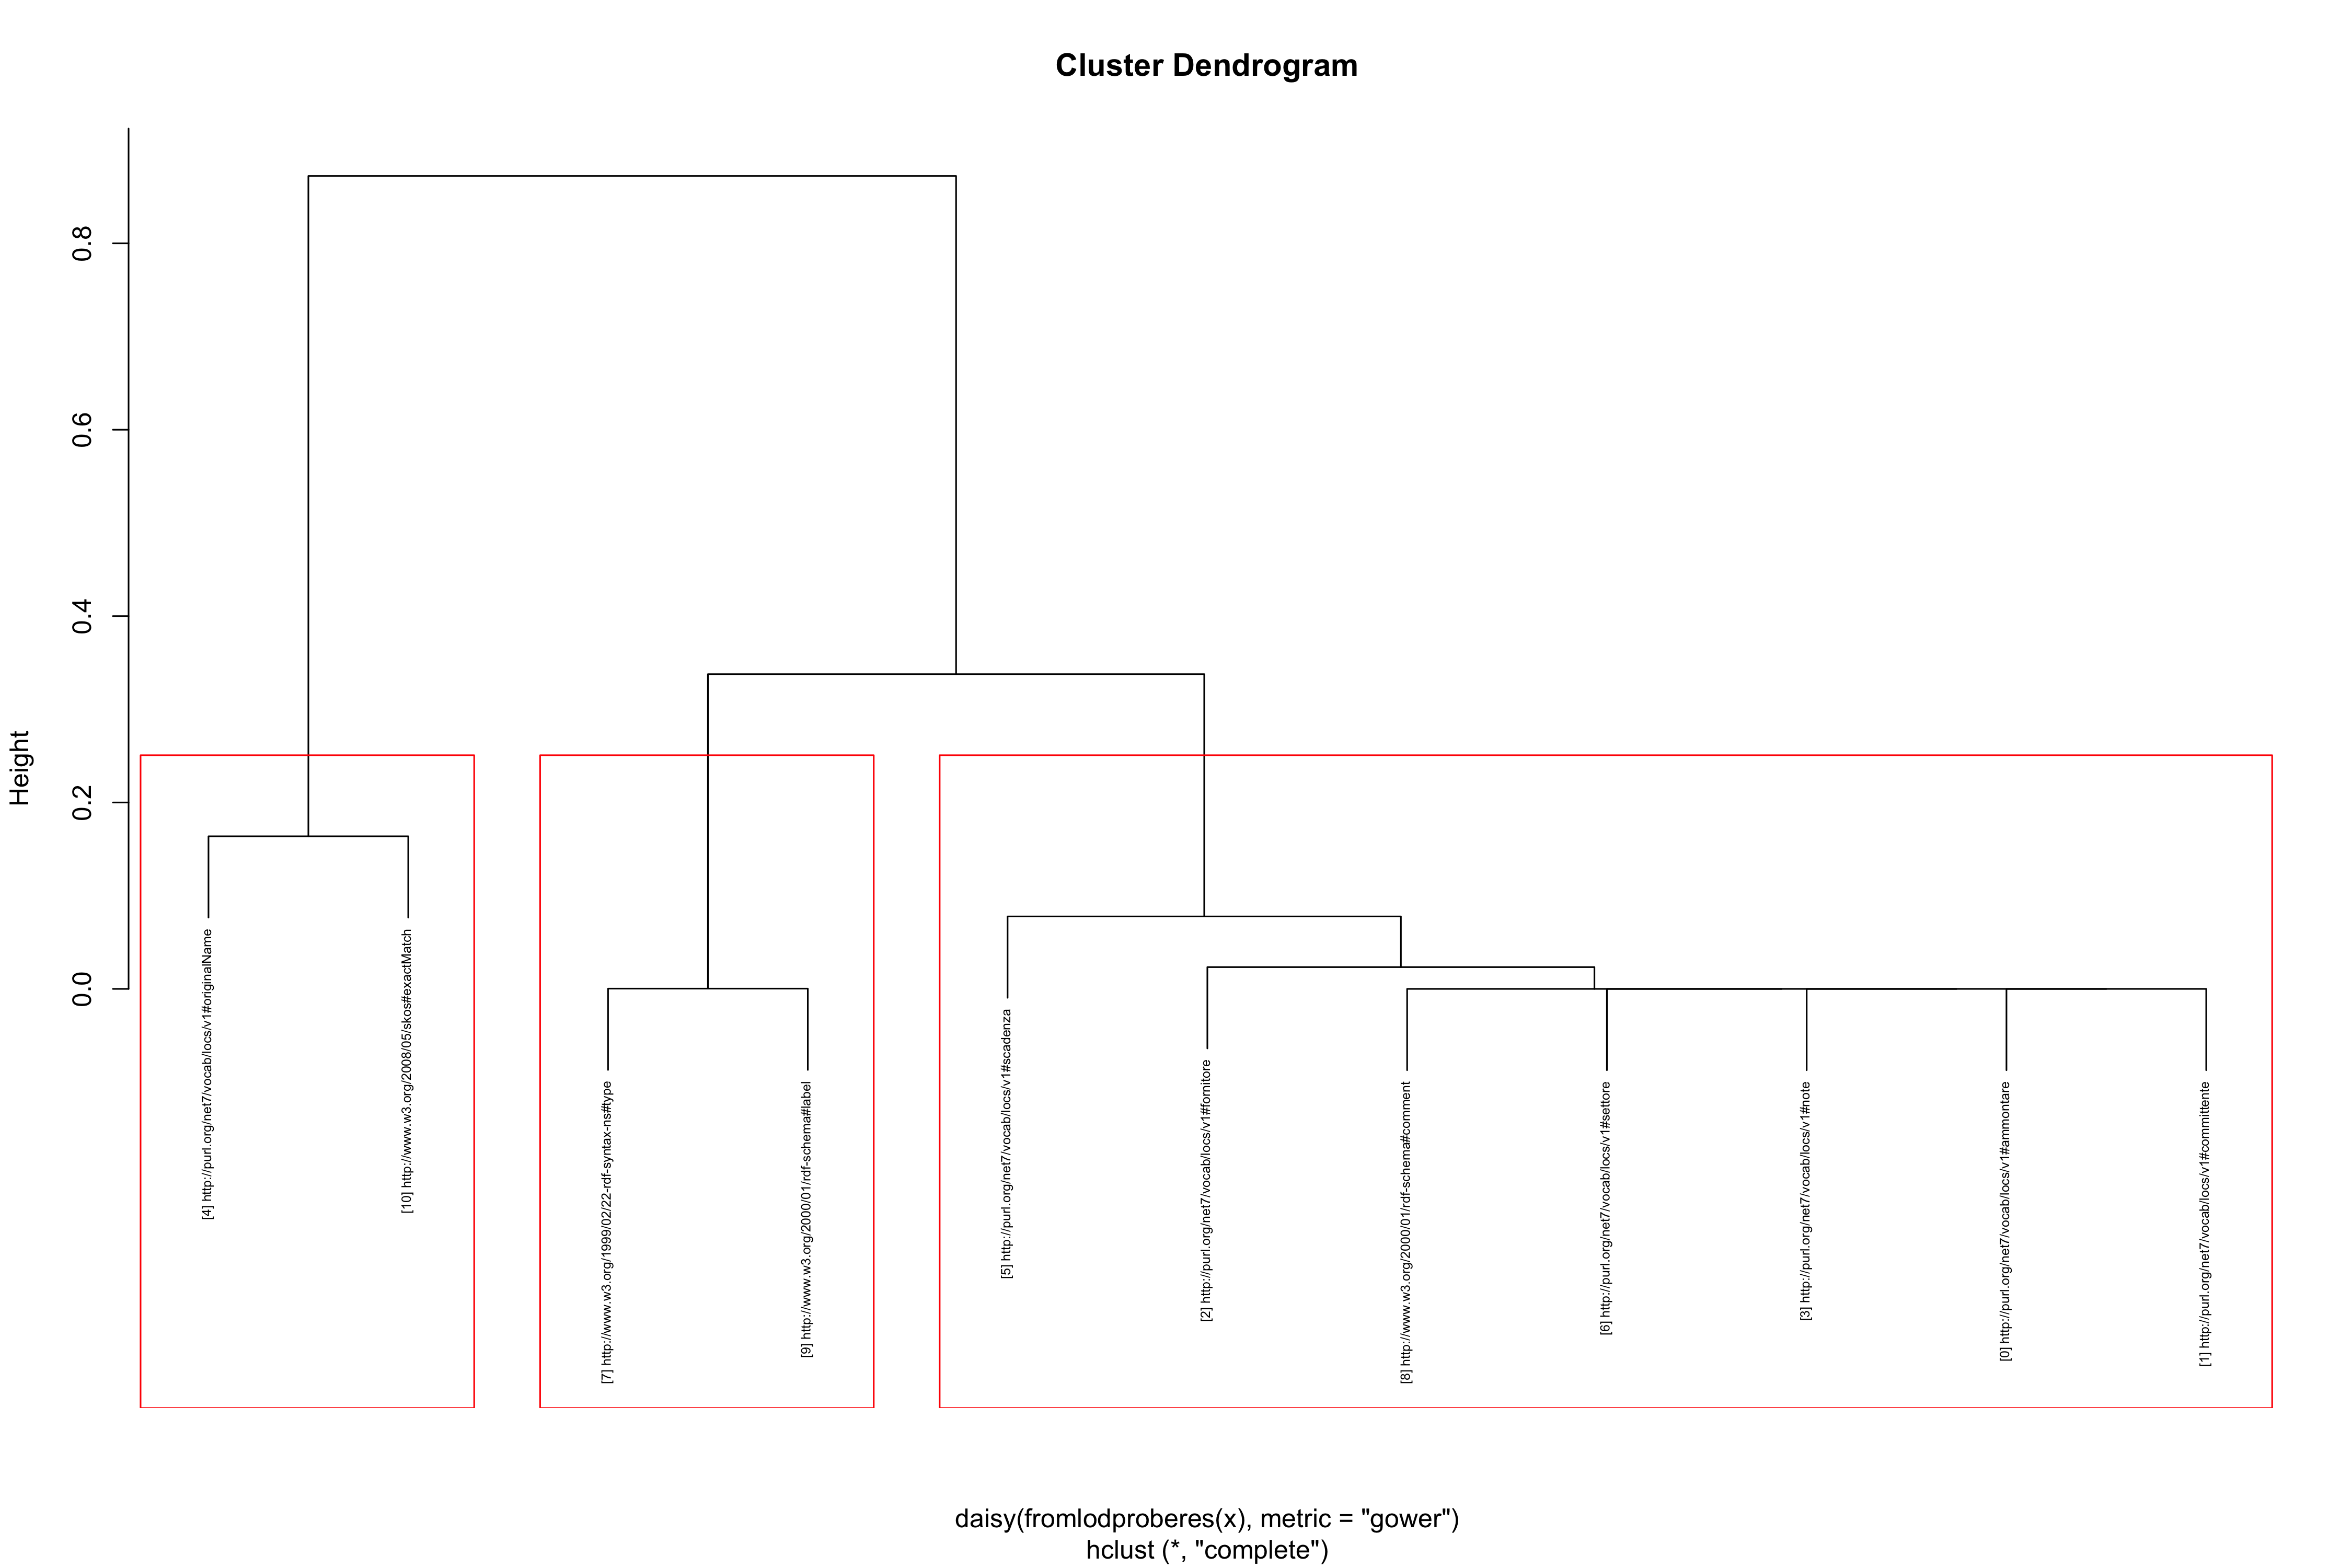 Cluster Dendrogram
Height
0.8
0.6
0.4
0.2
0.0
[4] http://purl.org/net7/vocab/locs/v1#originalName
[10] http://www.w3.org/2008/05/skos#exactMatch
[7] http://www.w3.org/1999/02/22-rdf-syntax-ns#type
[9] http://www.w3.org/2000/01/rdf-schema#label
[5] http://purl.org/net7/vocab/locs/v1#scadenza
[2] http://purl.org/net7/vocab/locs/v1#fornitore
[8] http://www.w3.org/2000/01/rdf-schema#comment
[6] http://purl.org/net7/vocab/locs/v1#settore
[3] http://purl.org/net7/vocab/locs/v1#note
[0] http://purl.org/net7/vocab/locs/v1#ammontare
[1] http://purl.org/net7/vocab/locs/v1#committente
daisy(fromlodproberes(x), metric = "gower")
hclust (*, "complete")